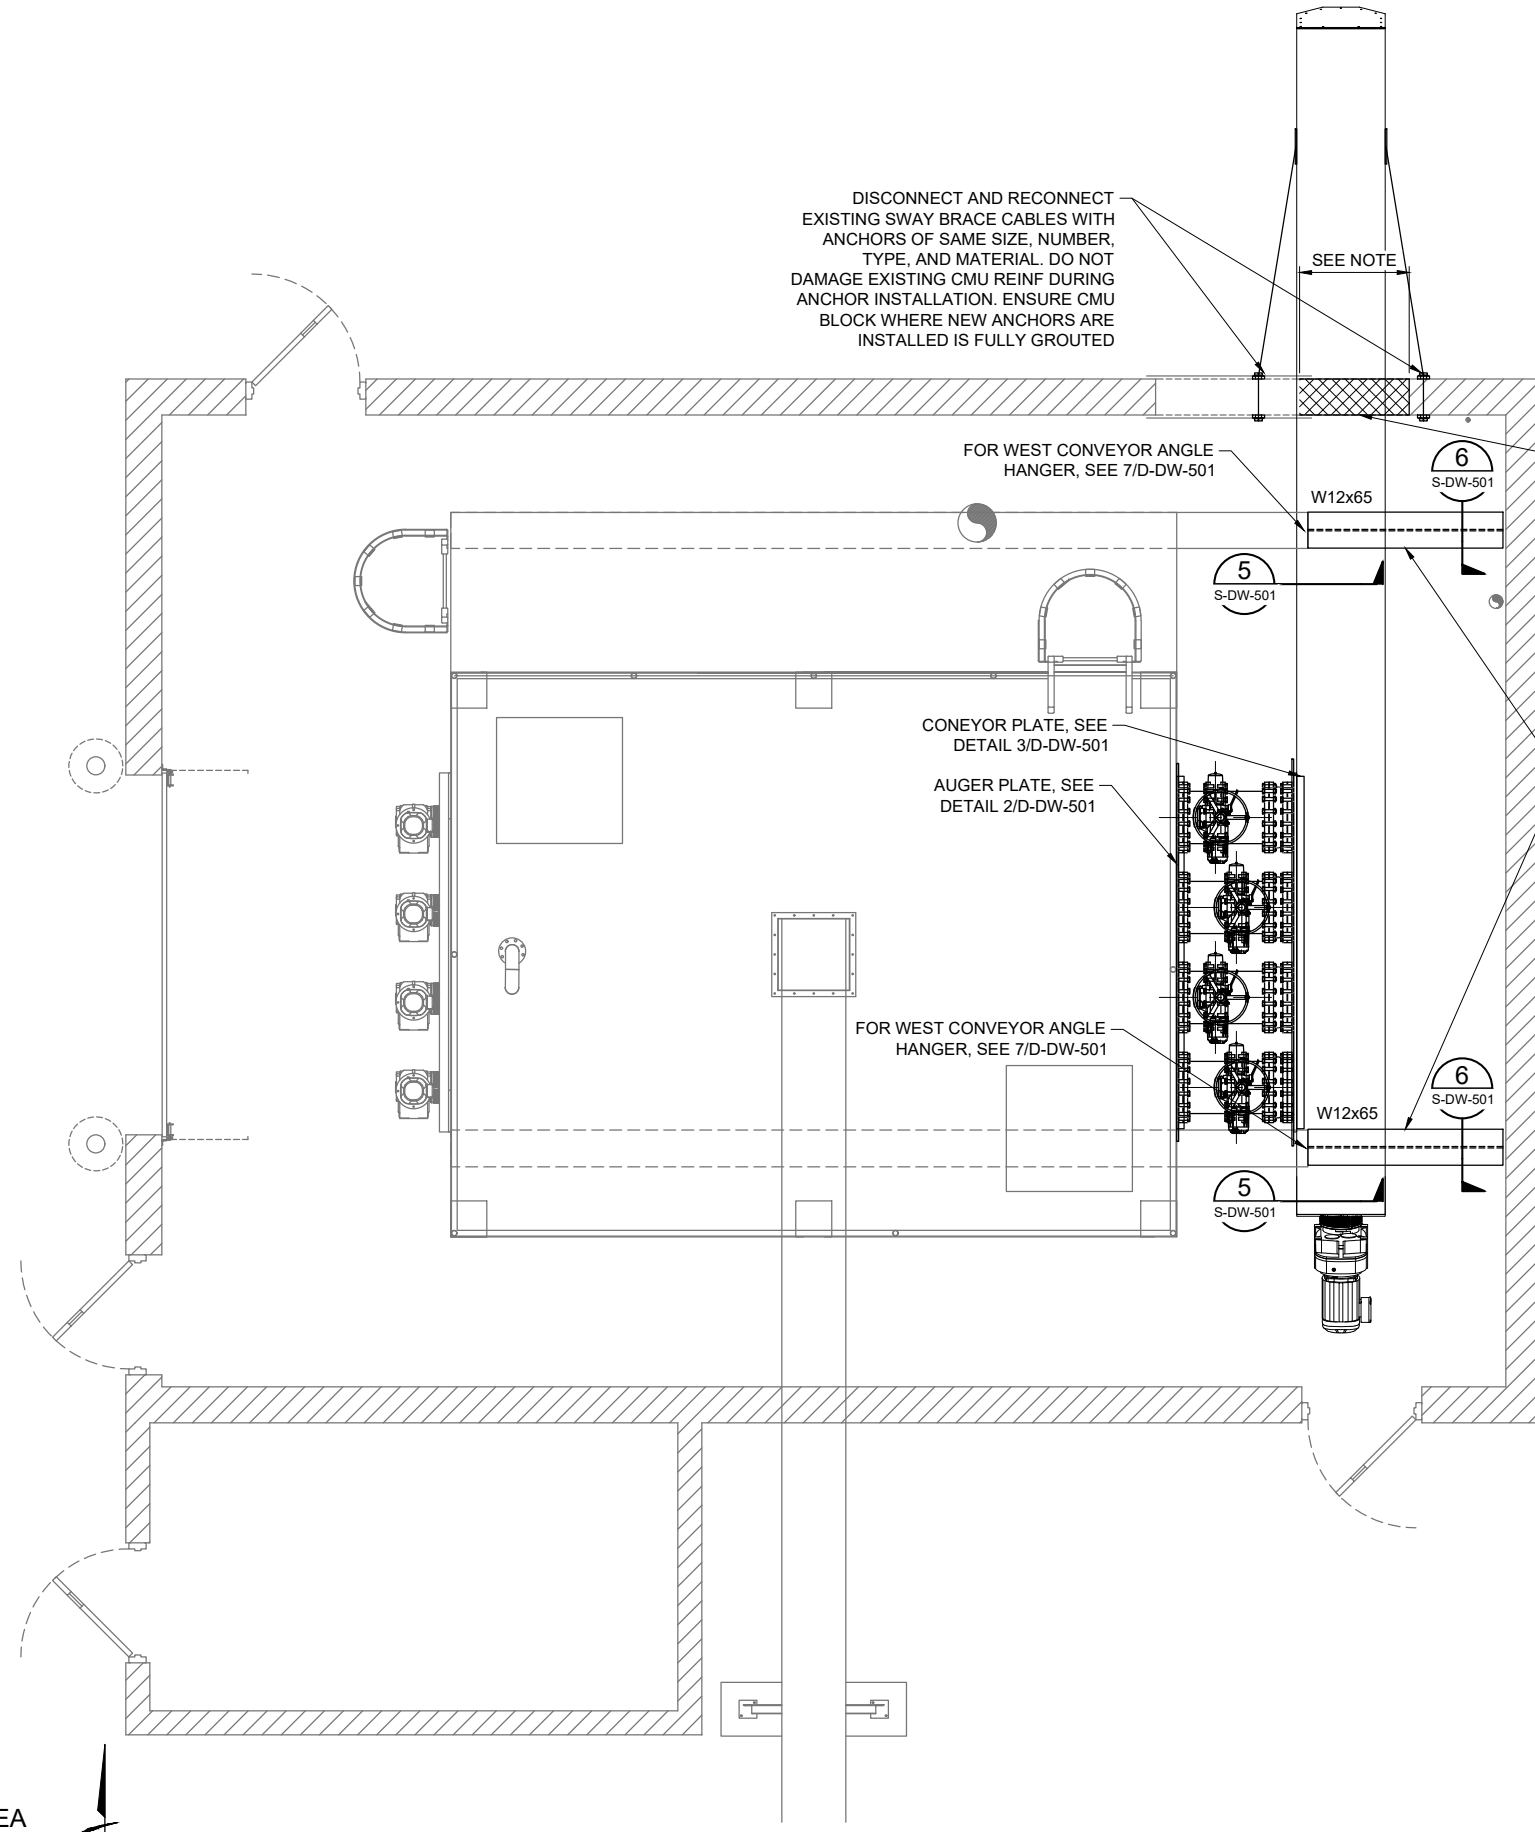 DISCONNECT AND RECONNECT
EXISTING SWAY BRACE CABLES WITH
ANCHORS OF SAME SIZE, NUMBER,
TYPE, AND MATERIAL. DO NOT
DAMAGE EXISTING CMU REINF DURING
ANCHOR INSTALLATION. ENSURE CMU
BLOCK WHERE NEW ANCHORS ARE
INSTALLED IS FULLY GROUTED
SEE NOTE
FOR WEST CONVEYOR ANGLE
HANGER, SEE 7/D-DW-501
6
S-DW-501
W12x65
5
S-DW-501
CONEYOR PLATE, SEE
DETAIL 3/D-DW-501
AUGER PLATE, SEE
DETAIL 2/D-DW-501
FOR WEST CONVEYOR ANGLE
HANGER, SEE 7/D-DW-501
6
S-DW-501
W12x65
5
S-DW-501
EA